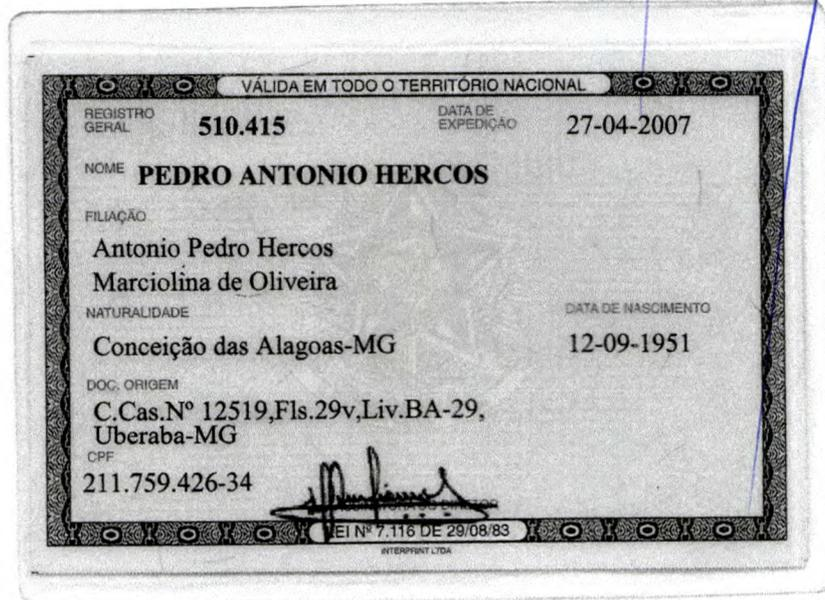 VÁLIDA EM TODO O TERRITÓRIO NACIONAL
REGISTRO GERAL 510.415 DATA DE EXPEDIÇÃO 27-04-2007
NOME PEDRO ANTONIO HERCOS
FILIAÇÃO
Antonio Pedro Hercos
Marciolina de Oliveira
NATURALIDADE DATA DE NASCIMENTO
Conceição das Alagoas-MG 12-09-1951
DOC. ORIGEM
C.Cas.Nº 12519,Fls.29v,Liv.BA-29,
Uberaba-MG
CPF
211.759.426-34
LEI Nº 7.116 DE 29/08/83
INTERPRINT LTDA